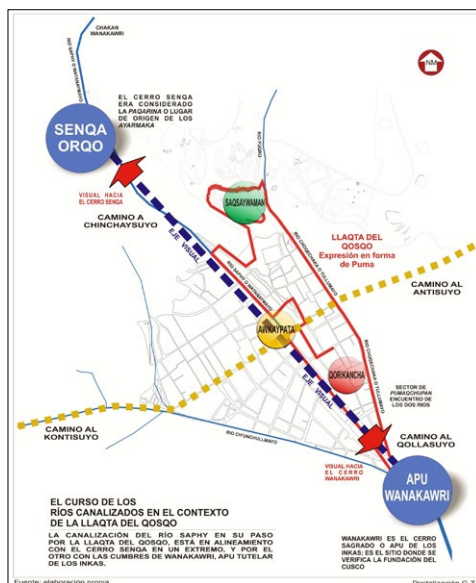 CHAKAN
WANAKAWRI
NM
EL CERRO SENQA
ERA CONSIDERADO
LA PAQARINA O LUGAR
DE ORIGEN DE LOS
AYARMAKA
SENQA
ORQO
VISUAL HACIA
EL CERRO SENQA
CAMINO A
CHINCHAYSUYO
SAQSAYWAMAN
LLAQTA DEL
QOSQO
Expresión en forma
de Puma
EJE VISUAL
CAMINO AL
ANTISUYO
AWKAYPATA
QORIKANCHA
SECTOR DE
PUMAQCHUPAN
ENCUENTRO DE
LOS DOS RIOS
EJE VISUAL
CAMINO AL
KONTISUYO
CAMINO AL
QOLLASUYO
VISUAL HACIA
EL CERRO
WANAKAWRI
APU
WANAKAWRI
EL CURSO DE LOS
RÍOS CANALIZADOS EN EL CONTEXTO
DE LA LLAQTA DEL QOSQO
LA CANALIZACIÓN DEL RÍO SAPHY EN SU PASO
POR LA LLAQTA DEL QOSQO, ESTÁ EN ALINEAMIENTO
CON EL CERRO SENQA EN UN EXTREMO, Y POR EL
OTRO CON LAS CUMBRES DE WANAKAWRI, APU TUTELAR
DE LOS INKAS.
WANAKAWRI ES EL CERRO
SAGRADO O APU DE LOS
INKAS; ES EL SITIO DONDE SE
VERIFICA LA FUNDACIÓN DEL
CUSCO